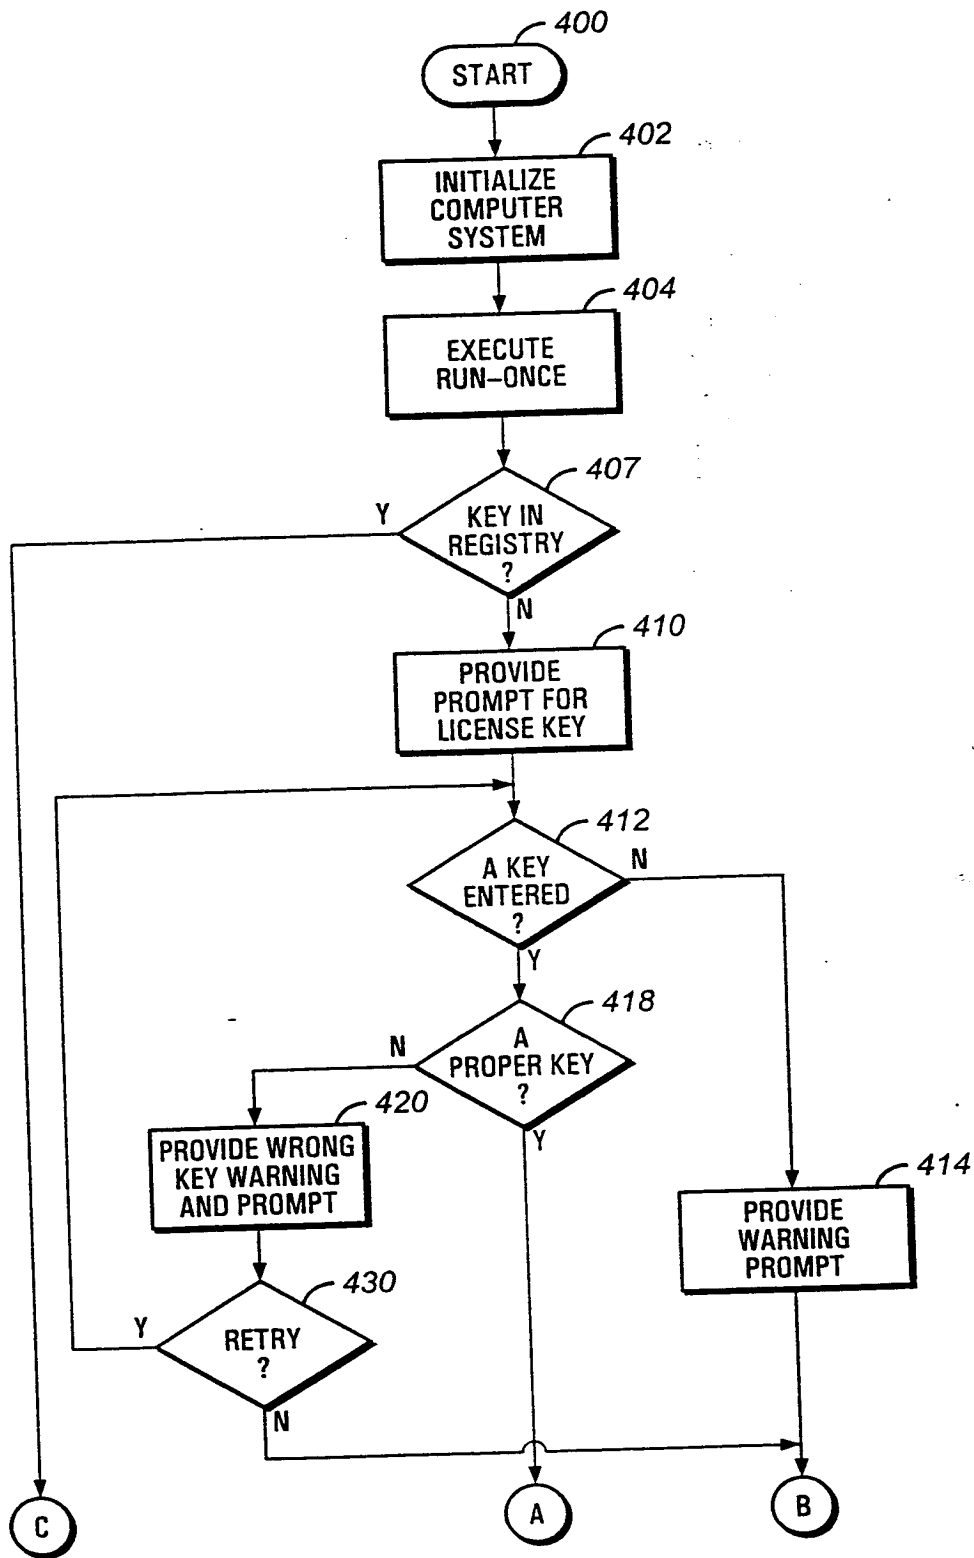 400
START
402
INITIALIZE
COMPUTER
SYSTEM
404
EXECUTE
RUN–ONCE
407
Y
KEY IN
REGISTRY
?
N
410
PROVIDE
PROMPT FOR
LICENSE KEY
412
N
A KEY
ENTERED
?
Y
418
N
A
PROPER KEY
?
Y
420
PROVIDE WRONG
KEY WARNING
AND PROMPT
414
PROVIDE
WARNING
PROMPT
430
Y
RETRY
?
N
C
A
B